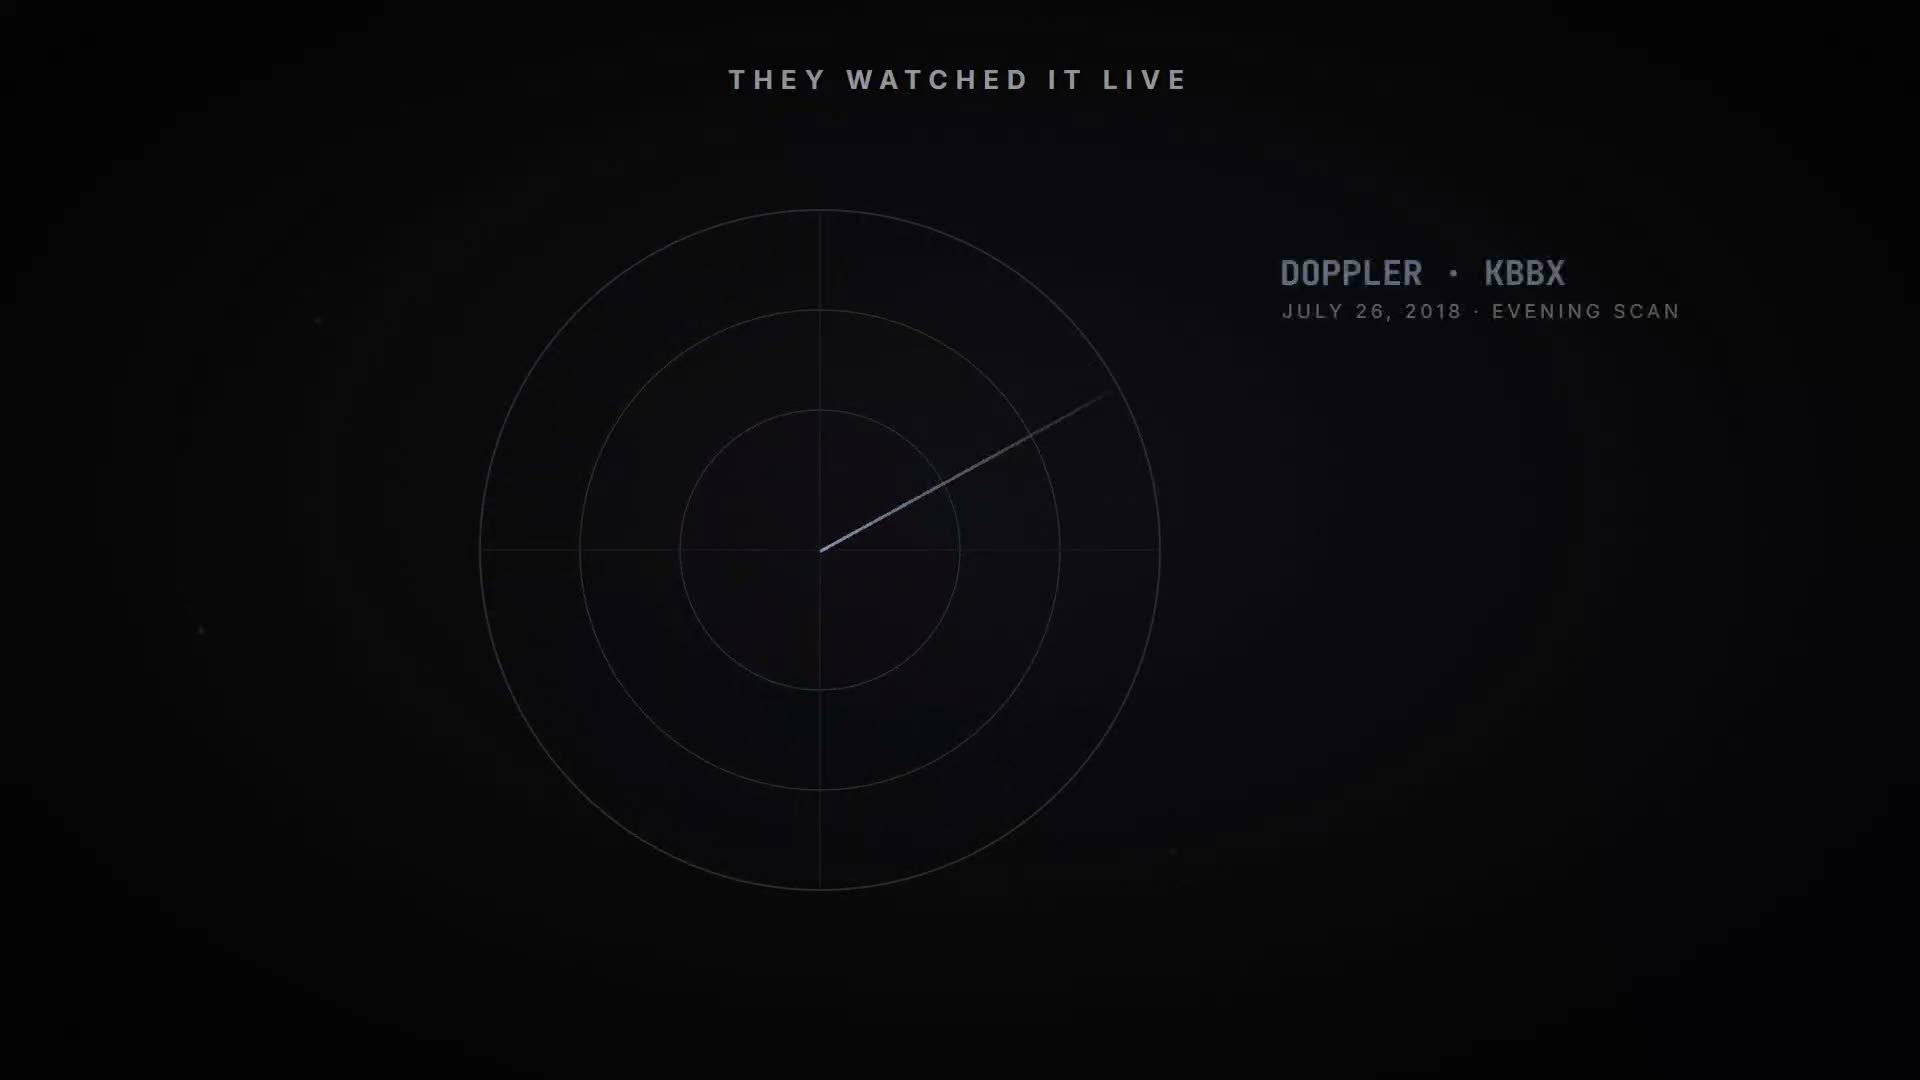 THEY WATCHED IT LIVE
DOPPLER · KBBX
JULY 26, 2018 · EVENING SCAN